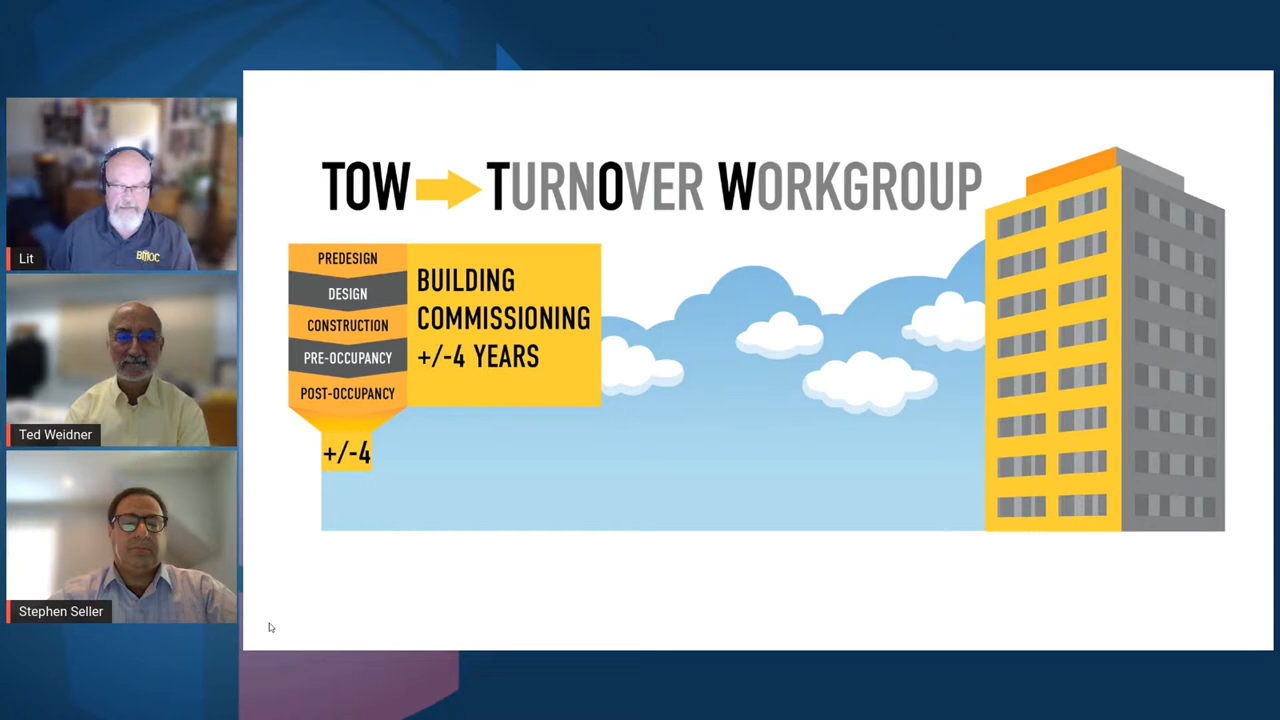 TOW TURNOVER WORKGROUP
PREDESIGN
DESIGN
CONSTRUCTION
PRE-OCCUPANCY
POST-OCCUPANCY
+/-4
BUILDING
COMMISSIONING
+/-4 YEARS
BMOC
Lit
Ted Weidner
Stephen Seller